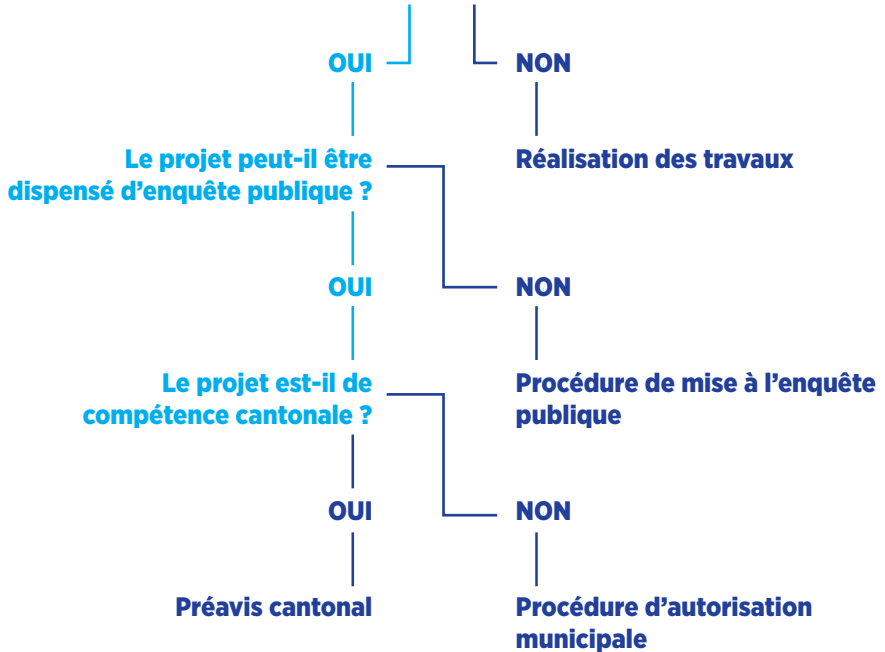 OUI
NON
Le projet peut-il être
dispensé d’enquête publique ?
Réalisation des travaux
OUI
NON
Le projet est-il de
compétence cantonale ?
Procédure de mise à l’enquête
publique
OUI
NON
Préavis cantonal
Procédure d’autorisation
municipale